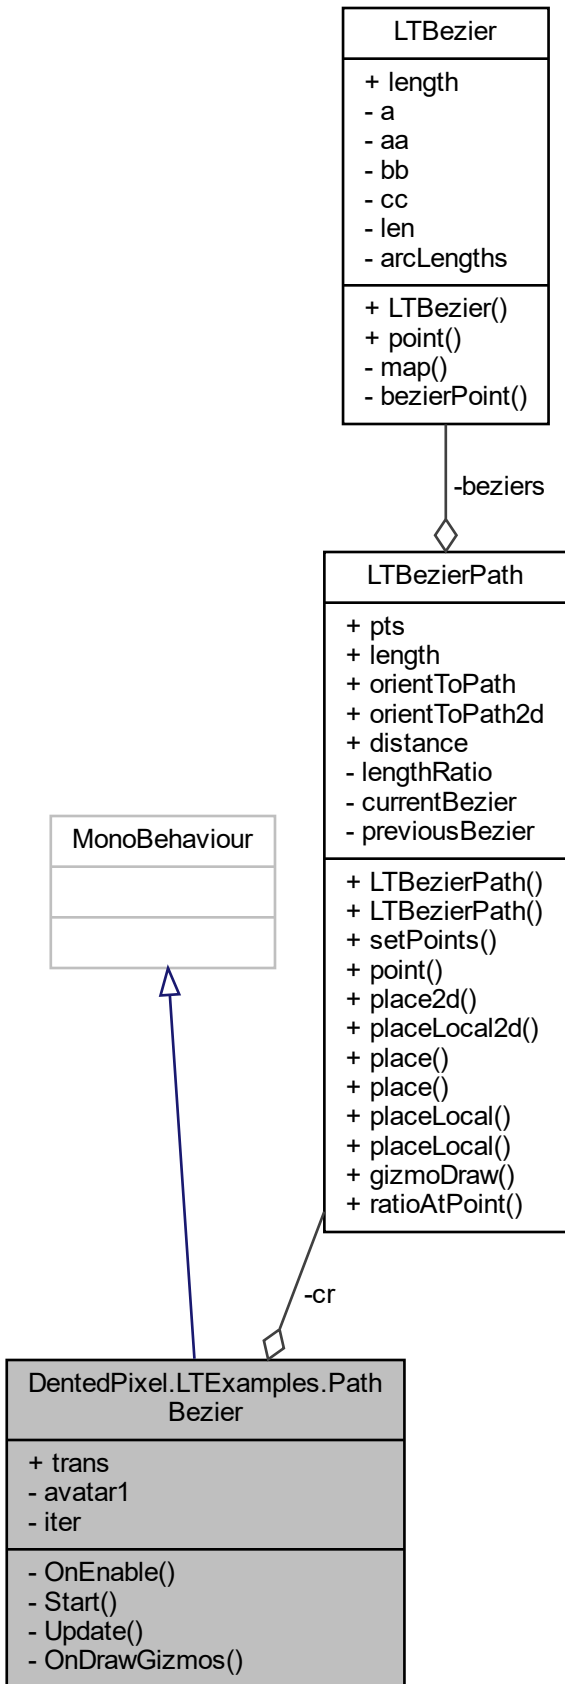 LTBezier
+ length
- a
- aa
- bb
- cc
- len
- arcLengths
+ LTBezier()
+ point()
- map()
- bezierPoint()
-beziers
LTBezierPath
+ pts
+ length
+ orientToPath
+ orientToPath2d
+ distance
- lengthRatio
- currentBezier
- previousBezier
+ LTBezierPath()
+ LTBezierPath()
+ setPoints()
+ point()
+ place2d()
+ placeLocal2d()
+ place()
+ place()
+ placeLocal()
+ placeLocal()
+ gizmoDraw()
+ ratioAtPoint()
MonoBehaviour
-cr
DentedPixel.LTExamples.Path
Bezier
+ trans
- avatar1
- iter
- OnEnable()
- Start()
- Update()
- OnDrawGizmos()